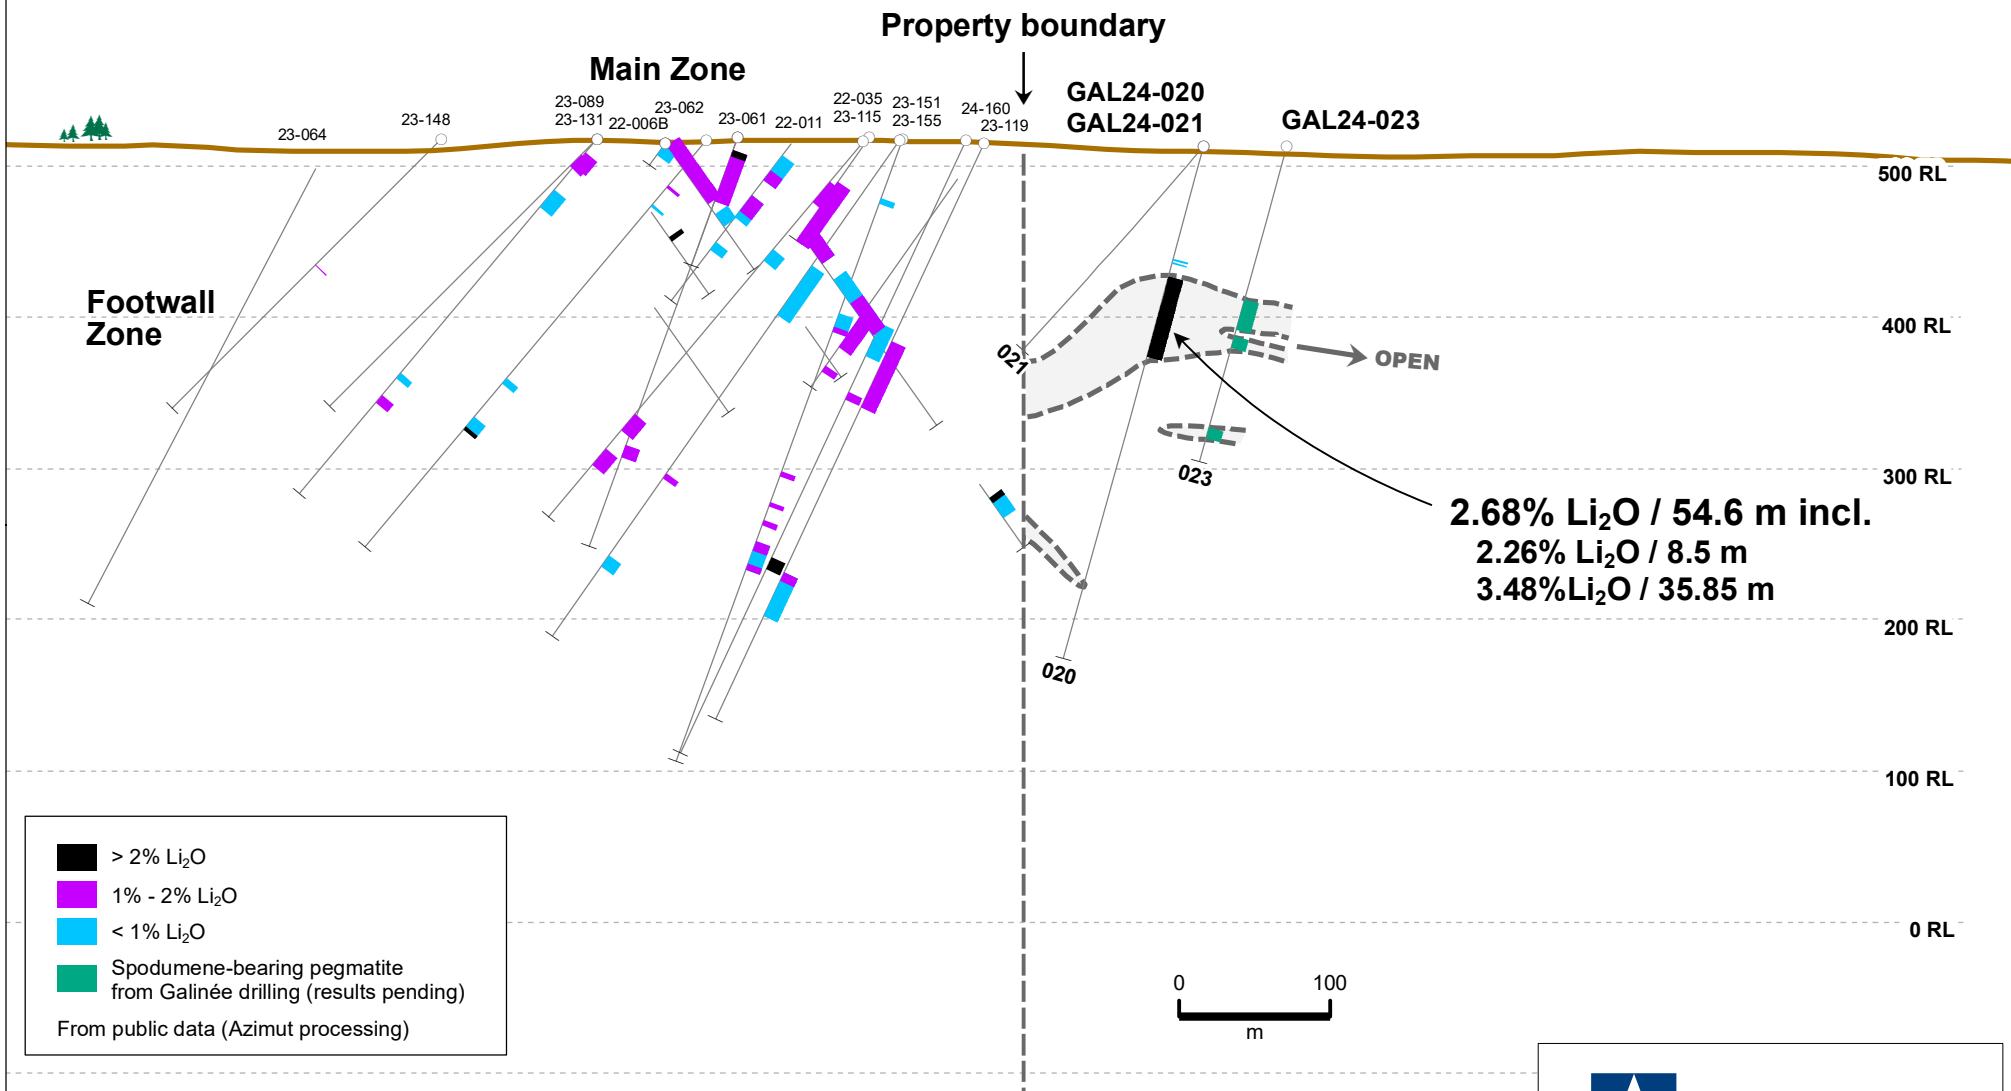 Property boundary
Main Zone
GAL24-020
GAL24-021
GAL24-023
23-064
23-148
23-089
23-131
22-006B
23-062
23-061
22-011
22-035
23-115
23-151
23-155
24-160
23-119
500 RL
Footwall
Zone
400 RL
021
OPEN
300 RL
023
2.68% Li₂O / 54.6 m incl.
2.26% Li₂O / 8.5 m
3.48%Li₂O / 35.85 m
200 RL
020
100 RL
> 2% Li₂O
1% - 2% Li₂O
< 1% Li₂O
Spodumene-bearing pegmatite
from Galinée drilling (results pending)
From public data (Azimut processing)
0 RL
0
100
m